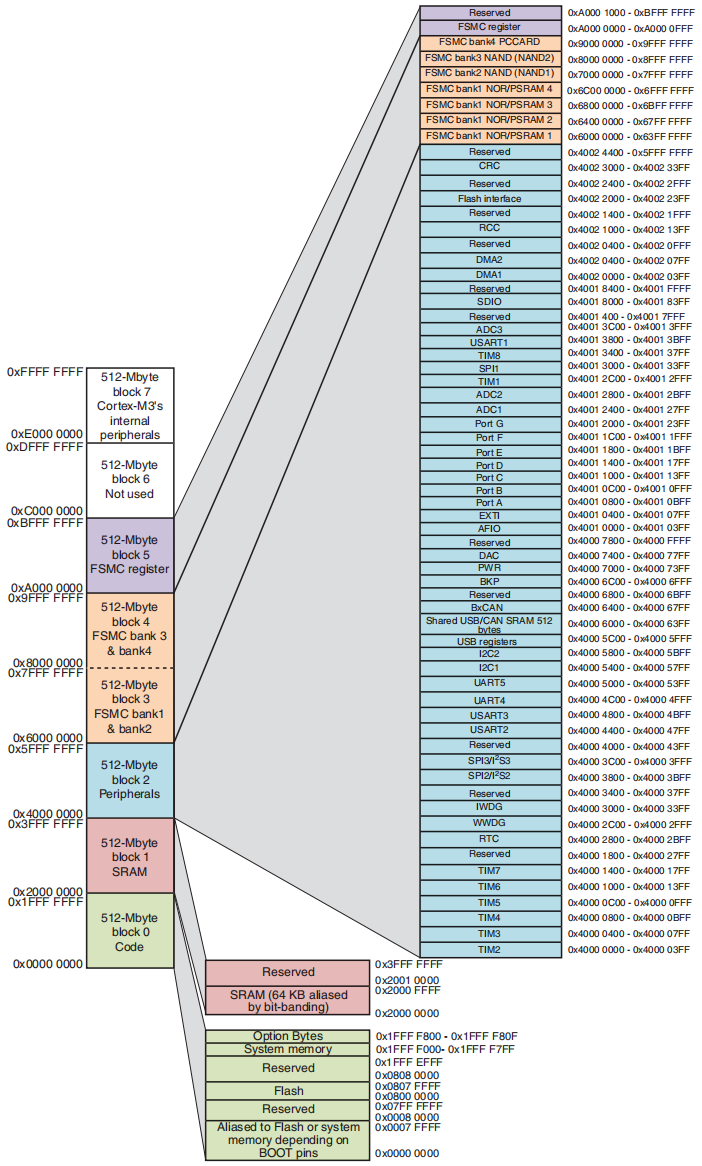 Reserved 0xA000 1000 - 0xBFFF FFFF
FSMC register 0xA000 0000 - 0xA000 0FFF
FSMC bank4 PCCARD 0x9000 0000 - 0x9FFF FFFF
FSMC bank3 NAND (NAND2) 0x8000 0000 - 0x8FFF FFFF
FSMC bank2 NAND (NAND1) 0x7000 0000 - 0x7FFF FFFF
FSMC bank1 NOR/PSRAM 4 0x6C00 0000 - 0x6FFF FFFF
FSMC bank1 NOR/PSRAM 3 0x6800 0000 - 0x6BFF FFFF
FSMC bank1 NOR/PSRAM 2 0x6400 0000 - 0x67FF FFFF
FSMC bank1 NOR/PSRAM 1 0x6000 0000 - 0x63FF FFFF
Reserved 0x4002 4400 - 0x5FFF FFFF
CRC 0x4002 3000 - 0x4002 33FF
Reserved 0x4002 2400 - 0x4002 2FFF
Flash interface 0x4002 2000 - 0x4002 23FF
Reserved 0x4002 1400 - 0x4002 1FFF
RCC 0x4002 1000 - 0x4002 13FF
Reserved 0x4002 0400 - 0x4002 0FFF
DMA2 0x4002 0400 - 0x4002 07FF
DMA1 0x4002 0000 - 0x4002 03FF
Reserved 0x4001 8400 - 0x4001 FFFF
SDIO 0x4001 8000 - 0x4001 83FF
Reserved 0x4001 400 - 0x4001 7FFF
ADC3 0x4001 3C00 - 0x4001 3FFF
USART1 0x4001 3800 - 0x4001 3BFF
TIM8 0x4001 3400 - 0x4001 37FF
SPI1 0x4001 3000 - 0x4001 33FF
TIM1 0x4001 2C00 - 0x4001 2FFF
ADC2 0x4001 2800 - 0x4001 2BFF
ADC1 0x4001 2400 - 0x4001 27FF
Port G 0x4001 2000 - 0x4001 23FF
Port F 0x4001 1C00 - 0x4001 1FFF
Port E 0x4001 1800 - 0x4001 1BFF
Port D 0x4001 1400 - 0x4001 17FF
Port C 0x4001 1000 - 0x4001 13FF
Port B 0x4001 0C00 - 0x4001 0FFF
Port A 0x4001 0800 - 0x4001 0BFF
EXTI 0x4001 0400 - 0x4001 07FF
AFIO 0x4001 0000 - 0x4001 03FF
Reserved 0x4000 7800 - 0x4000 FFFF
DAC 0x4000 7400 - 0x4000 77FF
PWR 0x4000 7000 - 0x4000 73FF
BKP 0x4000 6C00 - 0x4000 6FFF
Reserved 0x4000 6800 - 0x4000 6BFF
BxCAN 0x4000 6400 - 0x4000 67FF
Shared USB/CAN SRAM 512 0x4000 6000 - 0x4000 63FF
bytes
USB registers 0x4000 5C00 - 0x4000 5FFF
I2C2 0x4000 5800 - 0x4000 5BFF
I2C1 0x4000 5400 - 0x4000 57FF
UART5 0x4000 5000 - 0x4000 53FF
UART4 0x4000 4C00 - 0x4000 4FFF
USART3 0x4000 4800 - 0x4000 4BFF
USART2 0x4000 4400 - 0x4000 47FF
Reserved 0x4000 4000 - 0x4000 43FF
SPI3/I²S3 0x4000 3C00 - 0x4000 3FFF
SPI2/I²S2 0x4000 3800 - 0x4000 3BFF
Reserved 0x4000 3400 - 0x4000 37FF
IWDG 0x4000 3000 - 0x4000 33FF
WWDG 0x4000 2C00 - 0x4000 2FFF
RTC 0x4000 2800 - 0x4000 2BFF
Reserved 0x4000 1800 - 0x4000 27FF
TIM7 0x4000 1400 - 0x4000 17FF
TIM6 0x4000 1000 - 0x4000 13FF
TIM5 0x4000 0C00 - 0x4000 0FFF
TIM4 0x4000 0800 - 0x4000 0BFF
TIM3 0x4000 0400 - 0x4000 07FF
TIM2 0x4000 0000 - 0x4000 03FF
0xFFFF FFFF
512-Mbyte
block 7
Cortex-M3's
internal
peripherals
0xE000 0000
0xDFFF FFFF
512-Mbyte
block 6
Not used
0xC000 0000
0xBFFF FFFF
512-Mbyte
block 5
FSMC register
0xA000 0000
0x9FFF FFFF
512-Mbyte
block 4
FSMC bank 3
& bank4
0x8000 0000
0x7FFF FFFF
512-Mbyte
block 3
FSMC bank1
& bank2
0x6000 0000
0x5FFF FFFF
512-Mbyte
block 2
Peripherals
0x4000 0000
0x3FFF FFFF
512-Mbyte
block 1
SRAM
0x2000 0000
0x1FFF FFFF
512-Mbyte
block 0
Code
0x0000 0000
0x3FFF FFFF
Reserved
0x2001 0000
0x2000 FFFF
SRAM (64 KB aliased
by bit-banding)
0x2000 0000
Option Bytes 0x1FFF F800 - 0x1FFF F80F
System memory 0x1FFF F000- 0x1FFF F7FF
0x1FFF EFFF
Reserved
0x0808 0000
0x0807 FFFF
Flash
0x0800 0000
0x07FF FFFF
Reserved
0x0008 0000
0x0007 FFFF
Aliased to Flash or system
memory depending on
BOOT pins
0x0000 0000